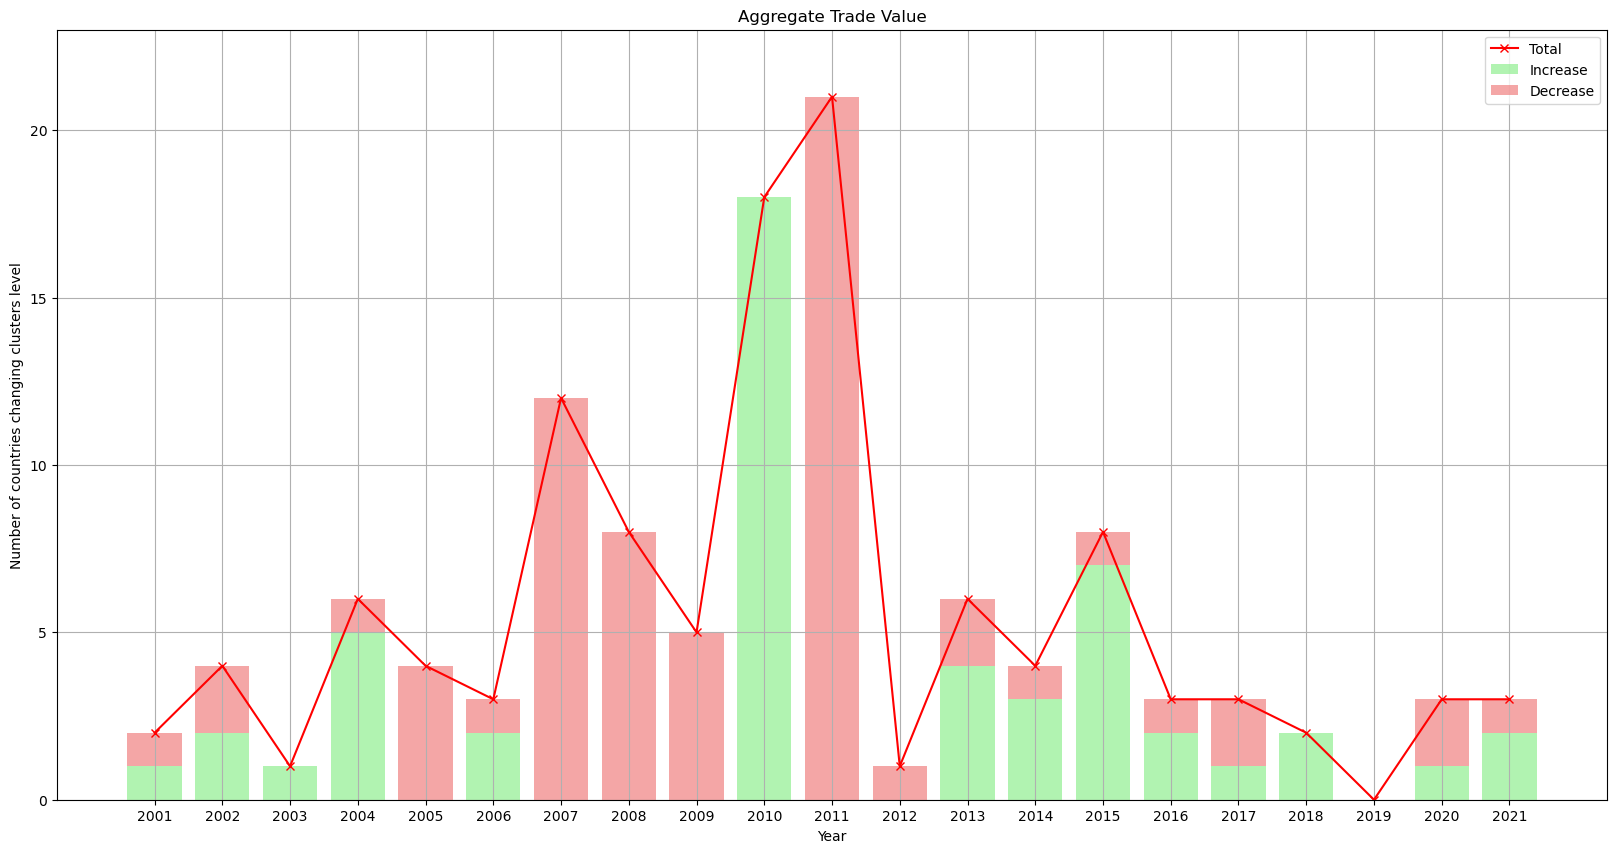 Aggregate Trade Value
Total
Increase
Decrease
Number of countries changing clusters level
20
15
10
5
0
2001 2002 2003 2004 2005 2006 2007 2008 2009 2010 2011 2012 2013 2014 2015 2016 2017 2018 2019 2020 2021
Year